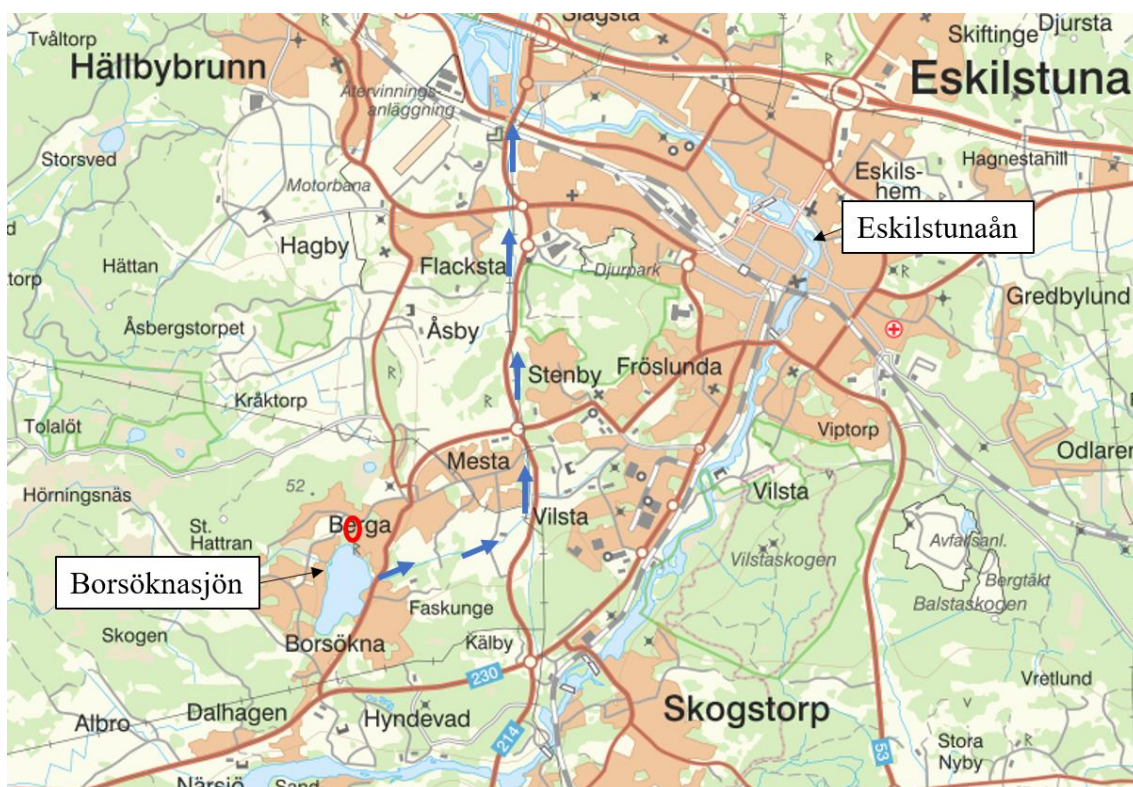 Slagsta
Skiftinge
Djursta
Tvåltorp
Hällbybrunn
Eskilstuna
Återvinnings-
anläggning
Storsved
Hagnestahill
Eskils-
hem
Motorbana
Eskilstunaån
Hagby
Flacksta
Djurpark
Hättan
Gredbylund
torp
Åsbergstorpet
Åsby
R
Stenby
Fröslunda
Kråktorp
R
Tolalöt
Viptorp
Odlaren
Mesta
52
Vilsta
Hörningsnäs
Berga
Vilsta
St.
Hattran
R
Avfallsanl.
Vilstaskogen
Bergtäkt
Borsöknasjön
Faskunge
Balstaskogen
Skogen
Borsökna
Kälby
230
Vretlund
Albro
Dalhagen
Hyndevad
Skogstorp
214
53
Stora
Nyby
R
Närsjö
Sand